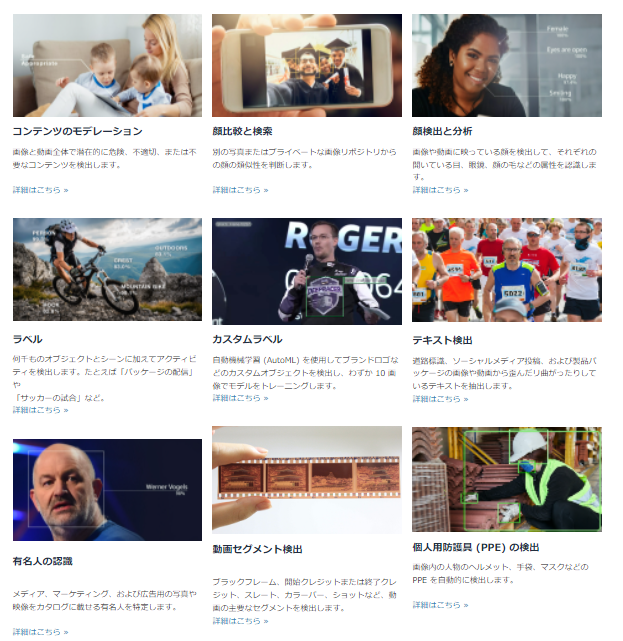 Female
Eyes are open
Happy
Smiling
コンテンツのモデレーション
顔比較と検索
顔検出と分析
画像と動画全体で潜在的に危険、不適切、または不
要なコンテンツを検出します。
詳細はこちら »
別の写真またはプライベートな画像リポジトリから
の顔の類似性を判断します。
詳細はこちら »
画像や動画に映っている顔を検出して、それぞれの
開いている目、眼鏡、顔の毛などの属性を認識しま
す。
詳細はこちら »
PERSON
OUTDOORS
CREST
MOUNTAIN BIKE
ROCK
R GER
064
5022
ラベル
カスタムラベル
テキスト検出
何千ものオブジェクトとシーンに加えてアクティビ
ティを検出します。たとえば「パッケージの配信」
や
「サッカーの試合」など。
詳細はこちら »
自動機械学習 (AutoML) を使用してブランドロゴな
どのカスタムオブジェクトを検出し、わずか 10 画
像でモデルをトレーニングします。
詳細はこちら »
道路標識、ソーシャルメディア投稿、および製品パ
ッケージの画像や動画から歪んだり曲がったりして
いるテキストを抽出します。
詳細はこちら »
Werner Vogels
有名人の認識
動画セグメント検出
個人用防護具 (PPE) の検出
メディア、マーケティング、および広告用の写真や
映像をカタログに載せる有名人を特定します。
詳細はこちら »
ブラックフレーム、開始クレジットまたは終了クレ
ジット、スレート、カラーバー、ショットなど、動
画の主要なセグメントを検出します。
詳細はこちら »
画像内の人物のヘルメット、手袋、マスクなどの
PPE を自動的に検出します。
詳細はこちら »